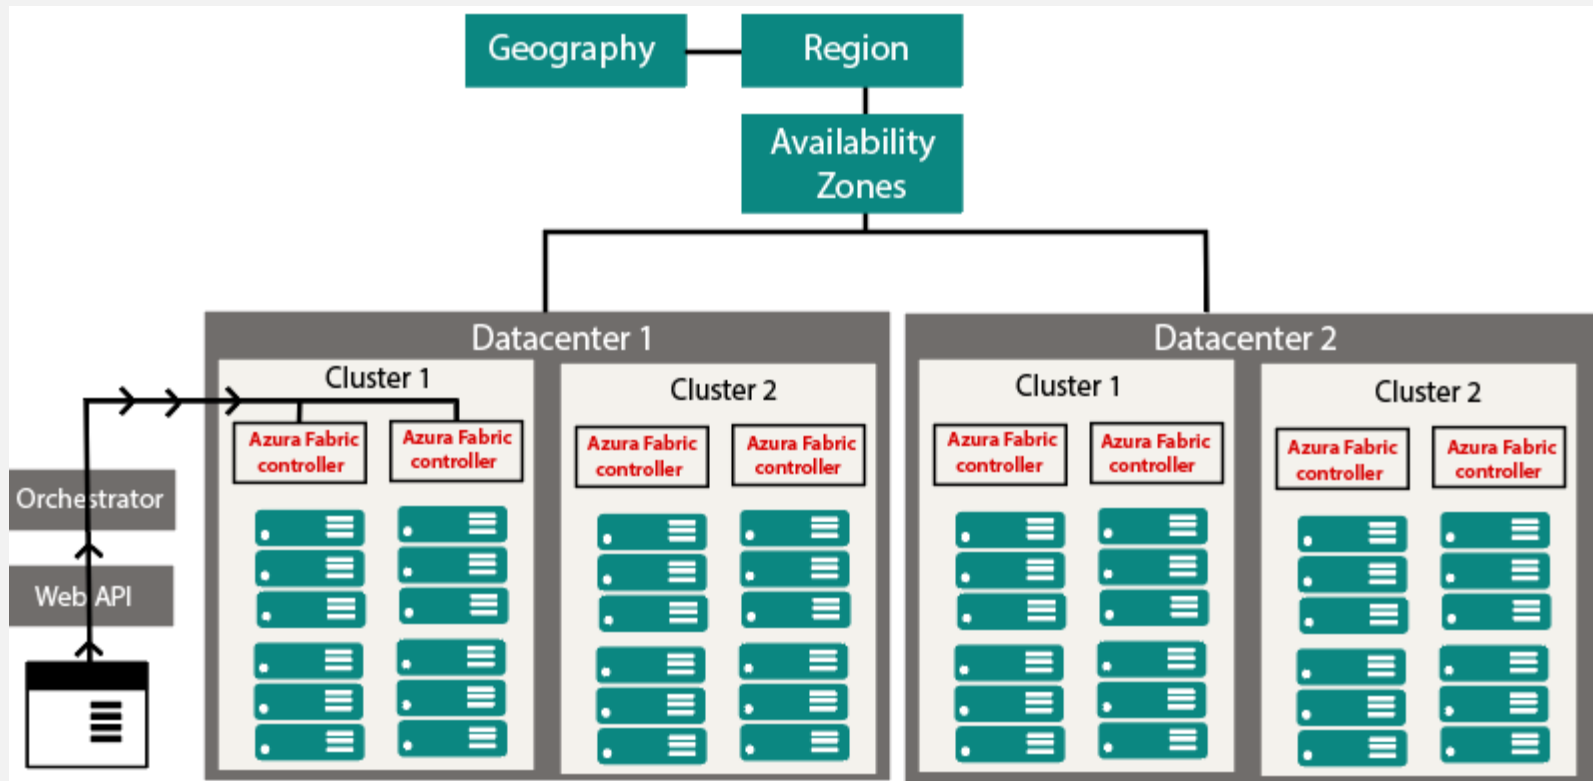 Geography
Region
Availability
Zones
Datacenter 1
Datacenter 2
Cluster 1
Cluster 2
Cluster 1
Cluster 2
Azura Fabric
controller
Azura Fabric
controller
Azura Fabric
controller
Azura Fabric
controller
Azura Fabric
controller
Azura Fabric
controller
Azura Fabric
controller
Azura Fabric
controller
Orchestrator
Web API